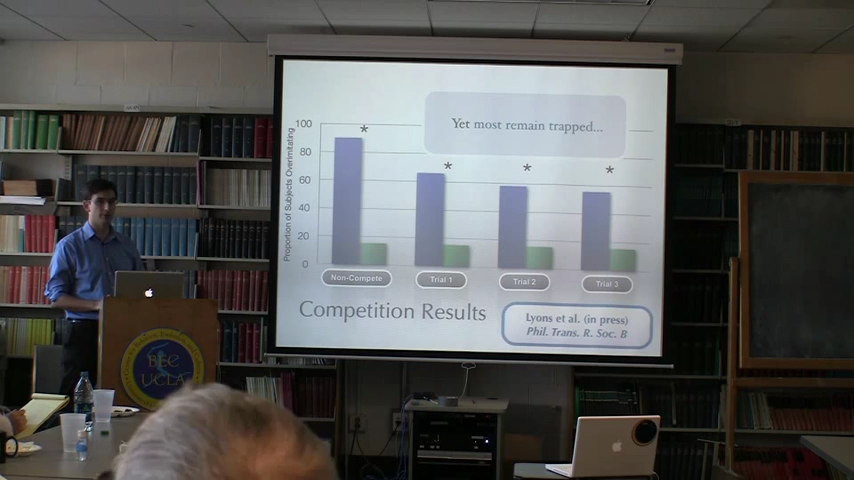 Yet most remain trapped...
Proportion of Subjects Overimitating
100
80
60
40
20
0
* * * *
Non-Compete Trial 1 Trial 2 Trial 3
Competition Results
Lyons et al. (in press)
Phil. Trans. R. Soc. B
BEC
UCLA